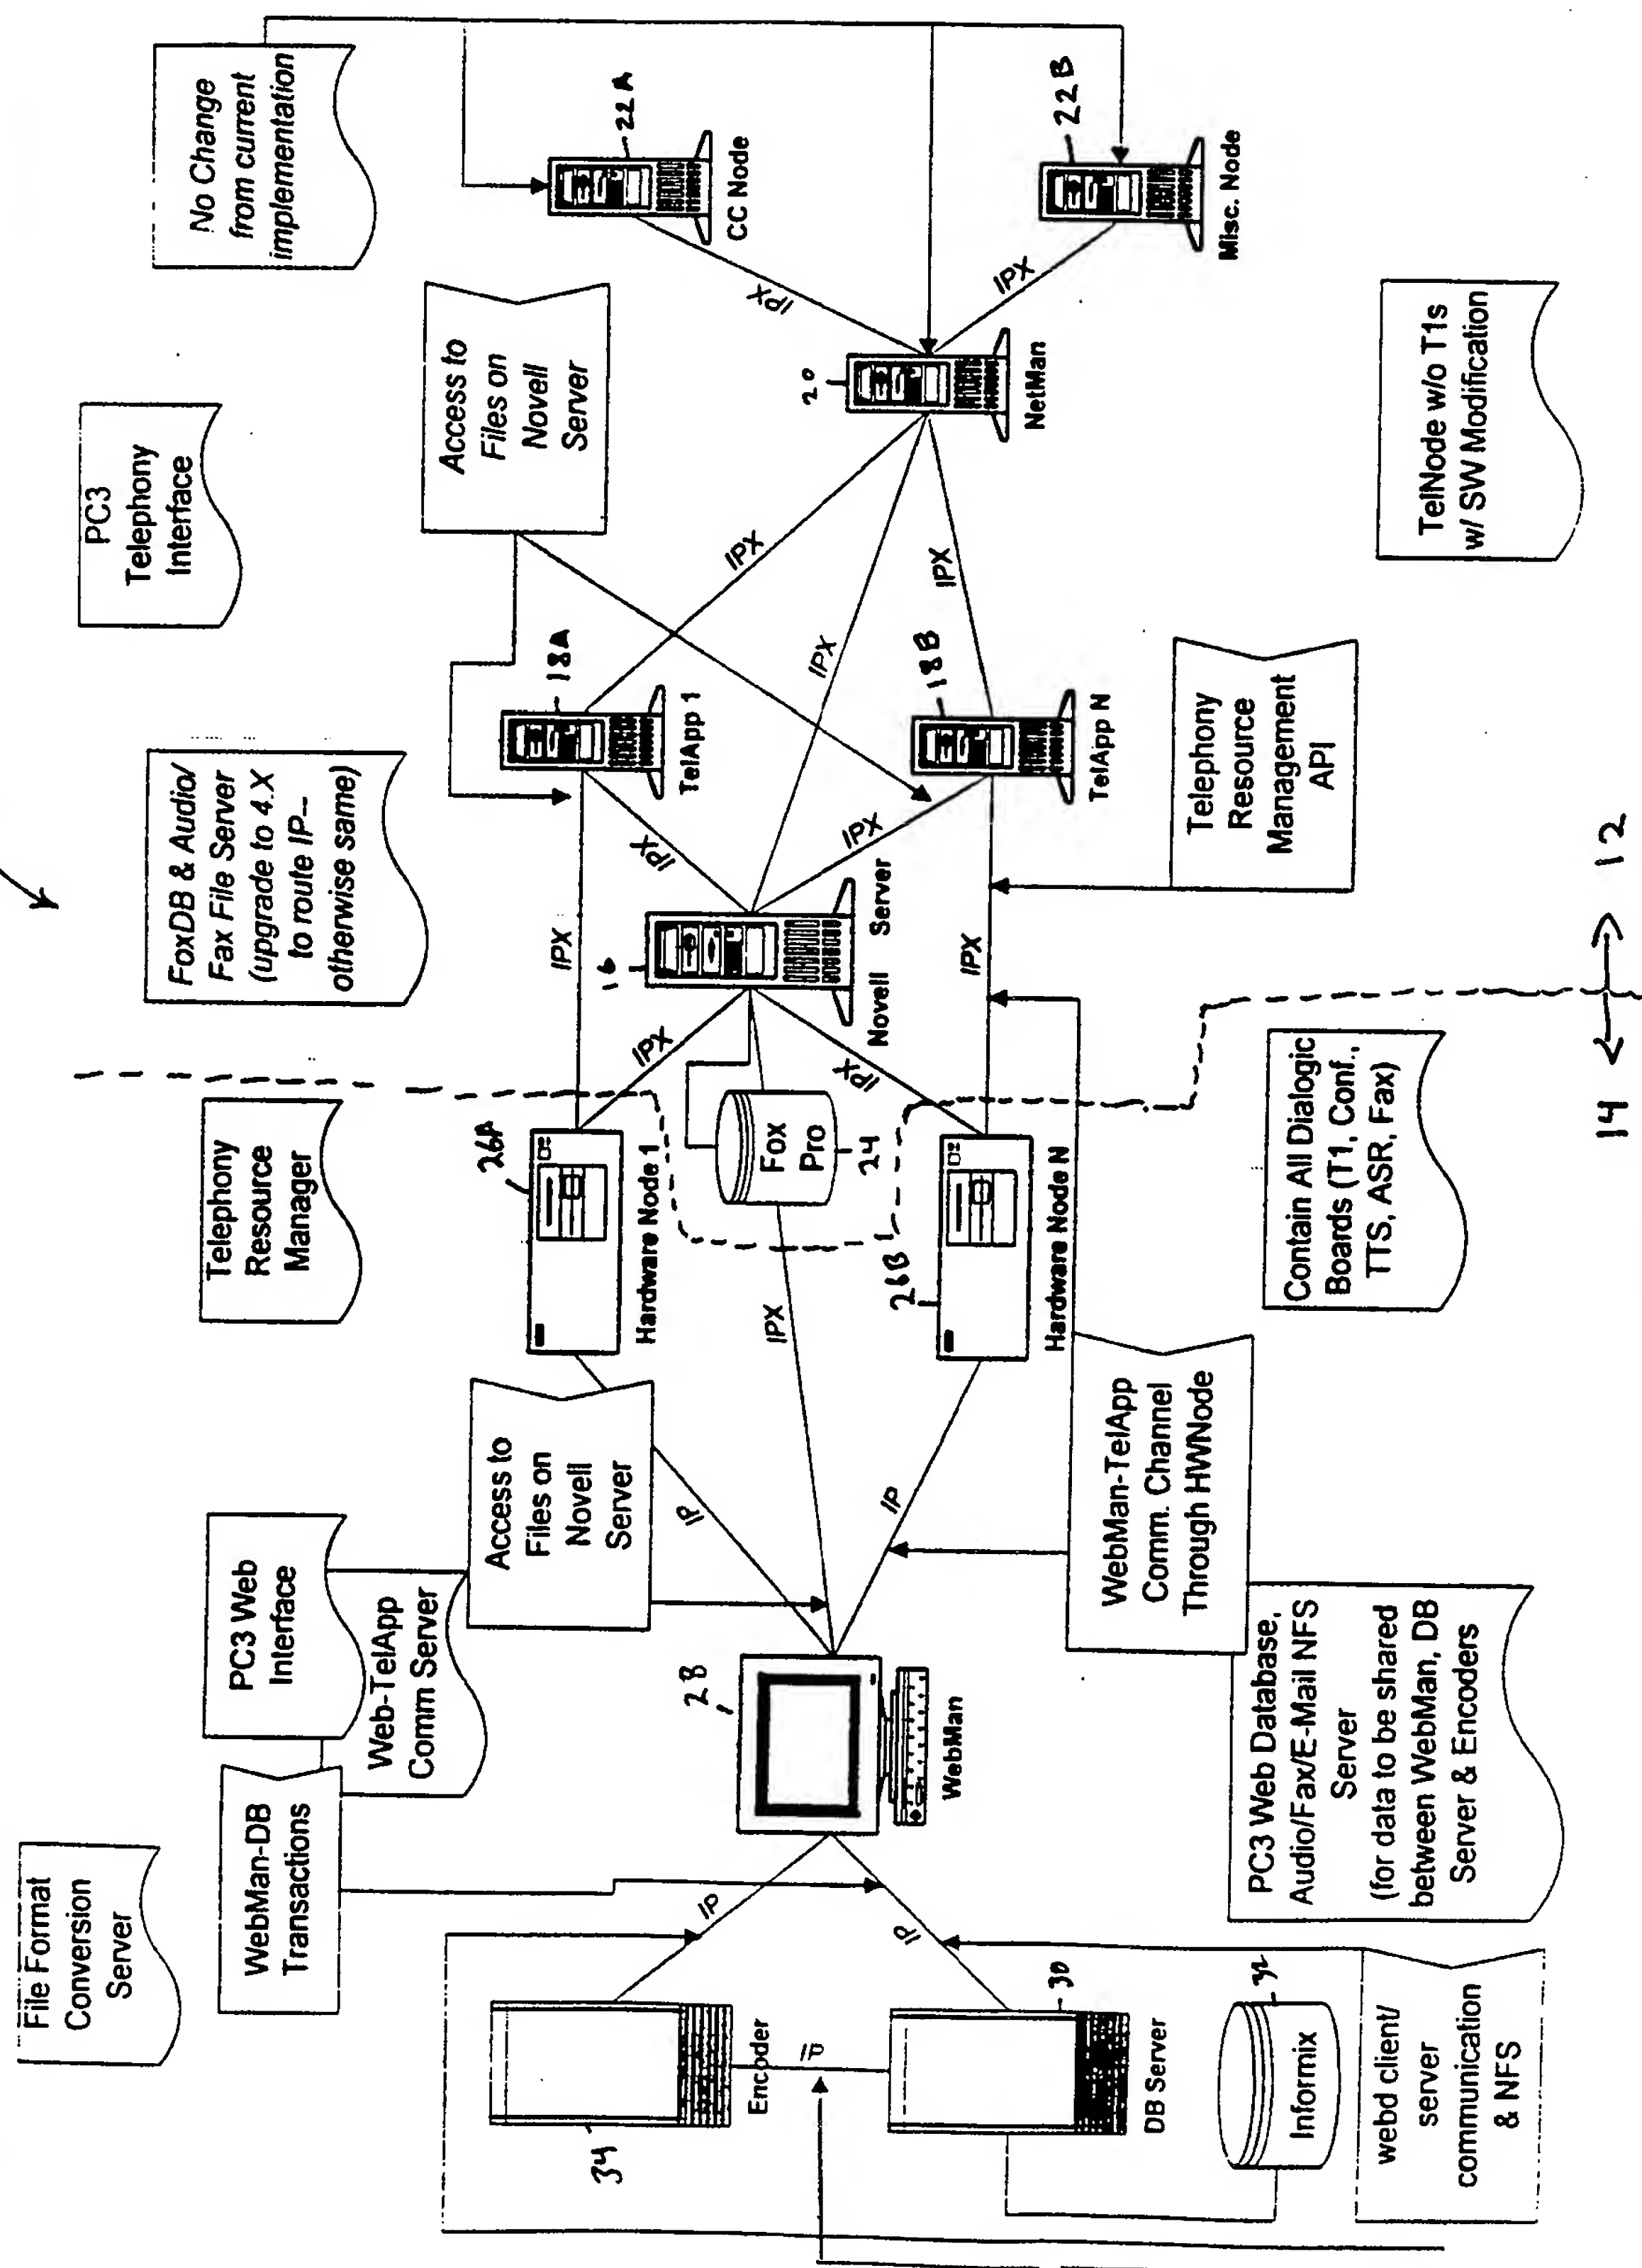 File Format
Conversion
Server
WebMan-DB
Transactions
PC3 Web
Interface
Web-TelApp
Comm Server
Access to
Files on
Novell
Server
Telephony
Resource
Manager
FoxDB & Audio/
Fax File Server
(upgrade to 4.X
to route IP--
otherwise same)
PC3
Telephony
Interface
Access to
Files on
Novell
Server
No Change
from current
implementation
34
Encoder
IP
IP
IP
DB Server
30
Informix
32
webd client/
server
communication
& NFS
28
WebMan
IP
IPX
IP
26A
Hardware Node 1
Fox
Pro
24
26B
Hardware Node N
IPX
IPX
IPX
IPX
16
Novell Server
IPX
IPX
18A
TelApp 1
18B
TelApp N
IPX
IPX
IPX
20
NetMan
IPX
IPX
22A
CC Node
22B
Misc. Node
PC3 Web Database,
Audio/Fax/E-Mail NFS
Server
(for data to be shared
between WebMan, DB
Server & Encoders
WebMan-TelApp
Comm. Channel
Through HWNode
Contain All Dialogic
Boards (T1, Conf.,
TTS, ASR, Fax)
Telephony
Resource
Management
API
TelNode w/o T1s
w/ SW Modification
14
12